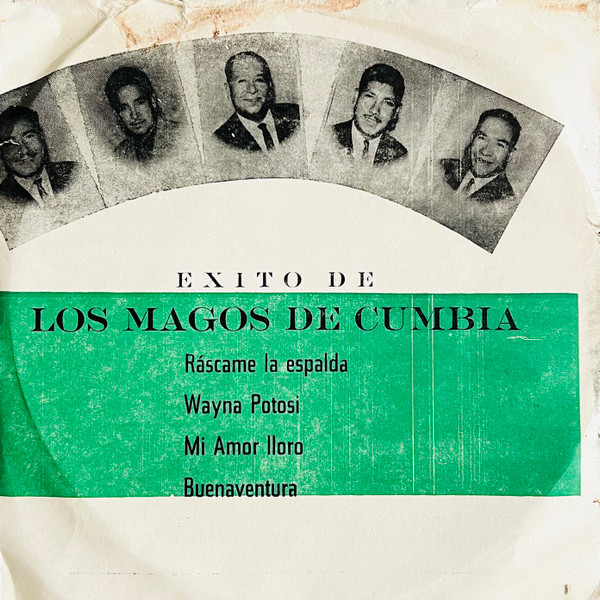 EXITO DE
LOS MAGOS DE CUMBIA
Ráscame la espalda
Wayna Potosi
Mi Amor lloro
Buenaventura